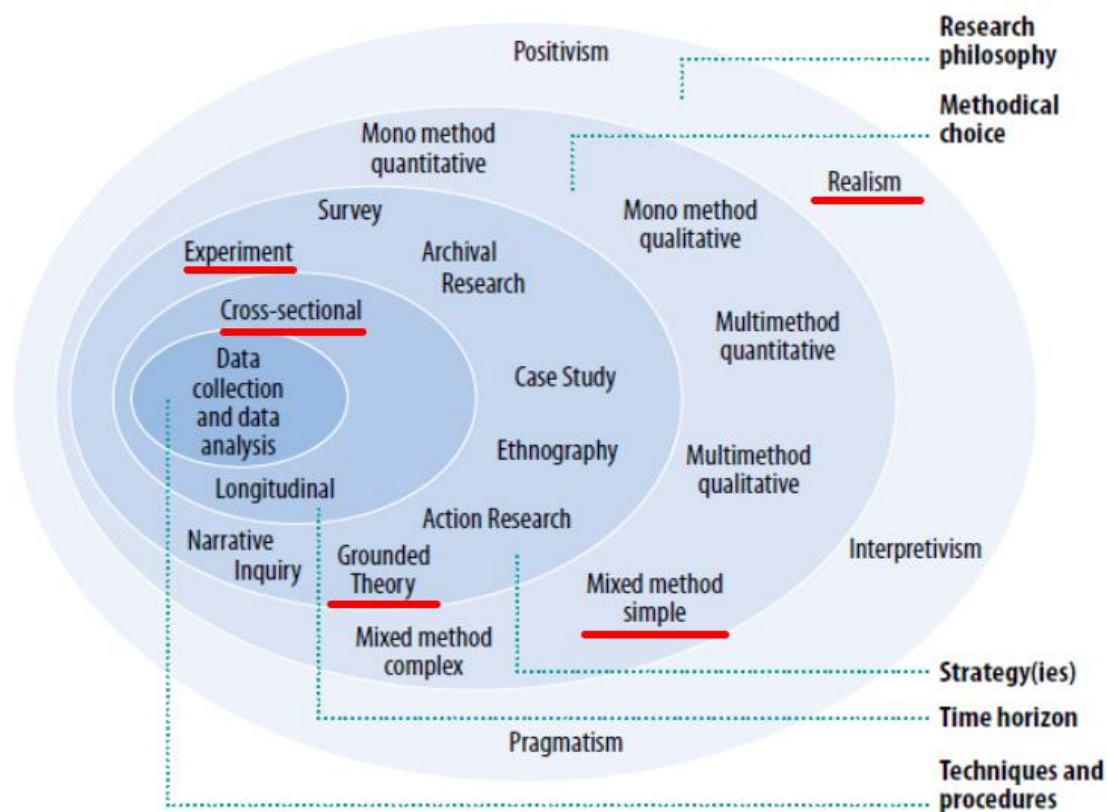 Research
philosophy
Positivism
Methodical
choice
Mono method
quantitative
Realism
Survey
Mono method
qualitative
Experiment
Archival
Research
Cross-sectional
Multimethod
quantitative
Data
collection
and data
analysis
Case Study
Ethnography
Multimethod
qualitative
Longitudinal
Action Research
Narrative
Inquiry
Grounded
Theory
Interpretivism
Mixed method
simple
Mixed method
complex
Strategy(ies)
Time horizon
Pragmatism
Techniques and
procedures